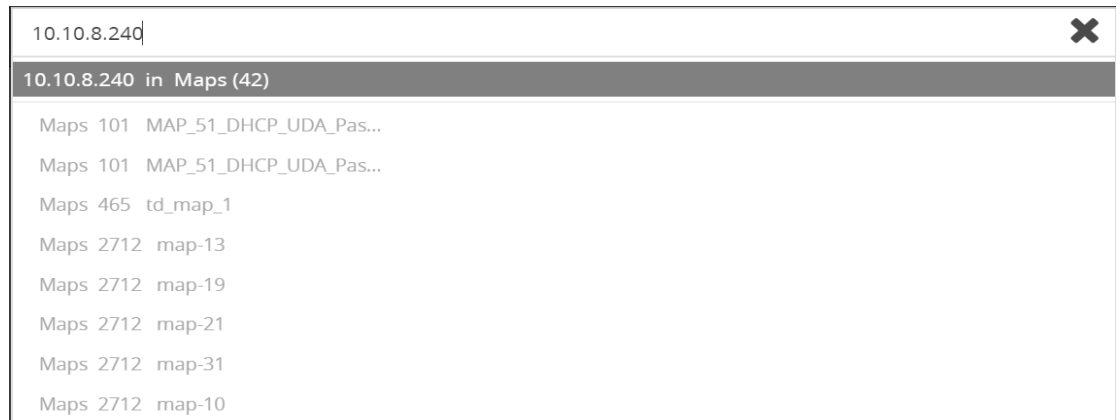 10.10.8.240
10.10.8.240 in Maps (42)
Maps 101 MAP_51_DHCP_UDA_Pas...
Maps 101 MAP_51_DHCP_UDA_Pas...
Maps 465 td_map_1
Maps 2712 map-13
Maps 2712 map-19
Maps 2712 map-21
Maps 2712 map-31
Maps 2712 map-10